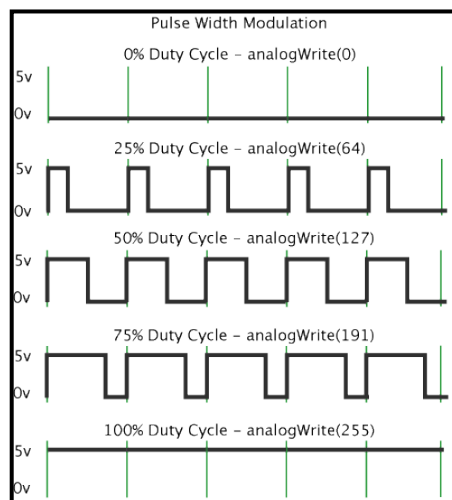 Pulse Width Modulation
0% Duty Cycle – analogWrite(0)
5v
0v
25% Duty Cycle – analogWrite(64)
5v
0v
50% Duty Cycle – analogWrite(127)
5v
0v
75% Duty Cycle – analogWrite(191)
5v
0v
100% Duty Cycle – analogWrite(255)
5v
0v